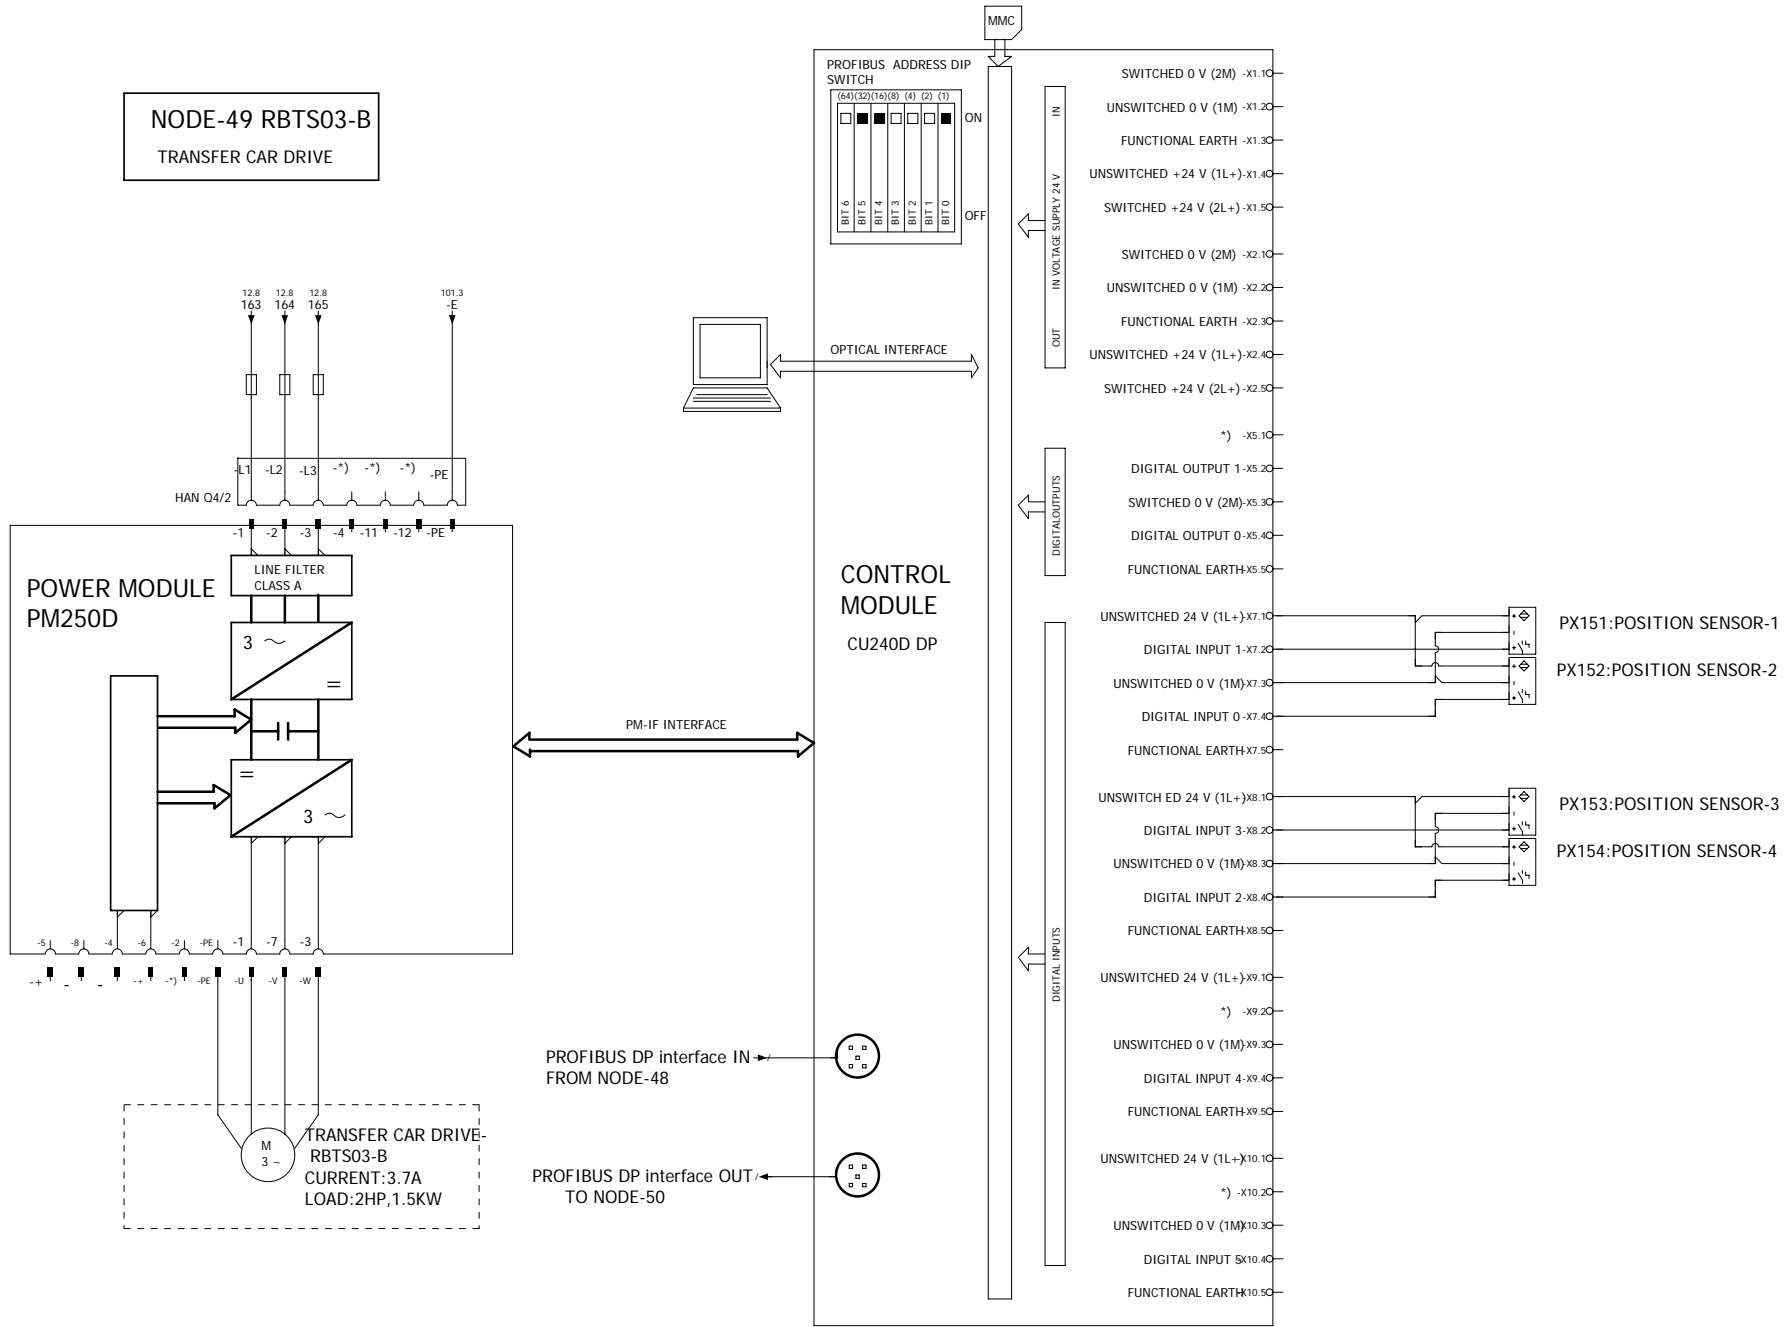 MMC
PROFIBUS ADDRESS DIP
SWITCH
(64)(32)(16)(8) (4) (2) (1)
ON
BIT 6 BIT 5 BIT 4 BIT 3 BIT 2 BIT 1 BIT 0
OFF
NODE-49 RBTS03-B
TRANSFER CAR DRIVE
12.8 12.8 12.8 101.3
163 164 165 -E
-L1 -L2 -L3 -*) -*) -*) -PE
HAN Q4/2
-1 -2 -3 -4 -11 -12 -PE
LINE FILTER
CLASS A
POWER MODULE
PM250D
3 ~
=
=
3 ~
-5 -8 -4 -6 -2 -PE -1 -7 -3
-+ - - -+ -*) -PE -U -V -W
M
3 ~
TRANSFER CAR DRIVE-
RBTS03-B
CURRENT:3.7A
LOAD:2HP,1.5KW
OPTICAL INTERFACE
PM-IF INTERFACE
CONTROL
MODULE
CU240D DP
PROFIBUS DP interface IN
FROM NODE-48
PROFIBUS DP interface OUT
TO NODE-50
IN
IN VOLTAGE SUPPLY 24 V
OUT
DIGITALOUTPUTS
DIGITAL INPUTS
SWITCHED 0 V (2M) -X1.1
UNSWITCHED 0 V (1M) -X1.2
FUNCTIONAL EARTH -X1.3
UNSWITCHED +24 V (1L+)-X1.4
SWITCHED +24 V (2L+) -X1.5
SWITCHED 0 V (2M) -X2.1
UNSWITCHED 0 V (1M) -X2.2
FUNCTIONAL EARTH -X2.3
UNSWITCHED +24 V (1L+)-X2.4
SWITCHED +24 V (2L+) -X2.5
*) -X5.1
DIGITAL OUTPUT 1-X5.2
SWITCHED 0 V (2M)-X5.3
DIGITAL OUTPUT 0-X5.4
FUNCTIONAL EARTH-X5.5
UNSWITCHED 24 V (1L+)-X7.1
DIGITAL INPUT 1-X7.2
UNSWITCHED 0 V (1M)-X7.3
DIGITAL INPUT 0-X7.4
FUNCTIONAL EARTH-X7.5
UNSWITCH ED 24 V (1L+)-X8.1
DIGITAL INPUT 3-X8.2
UNSWITCHED 0 V (1M)-X8.3
DIGITAL INPUT 2-X8.4
FUNCTIONAL EARTH-X8.5
UNSWITCHED 24 V (1L+)-X9.1
*) -X9.2
UNSWITCHED 0 V (1M)-X9.3
DIGITAL INPUT 4-X9.4
FUNCTIONAL EARTH-X9.5
UNSWITCHED 24 V (1L+)-X10.1
*) -X10.2
UNSWITCHED 0 V (1M)-X10.3
DIGITAL INPUT 5-X10.4
FUNCTIONAL EARTH-X10.5
PX151:POSITION SENSOR-1
PX152:POSITION SENSOR-2
PX153:POSITION SENSOR-3
PX154:POSITION SENSOR-4